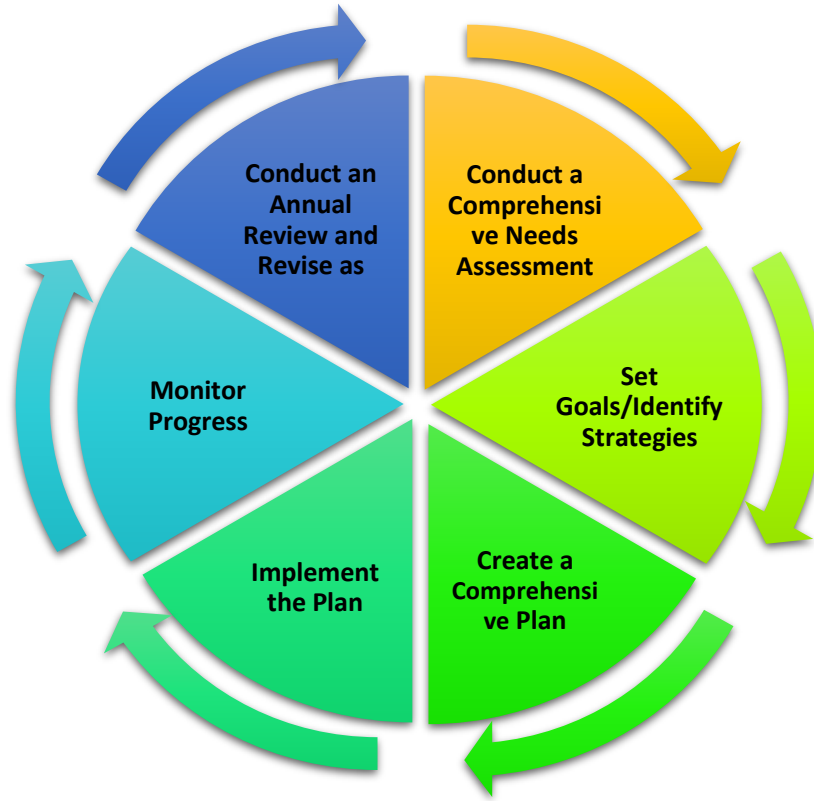 Conduct a
Comprehensi
ve Needs
Assessment
Set
Goals/Identify
Strategies
Create a
Comprehensi
ve Plan
Implement
the Plan
Monitor
Progress
Conduct an
Annual
Review and
Revise as